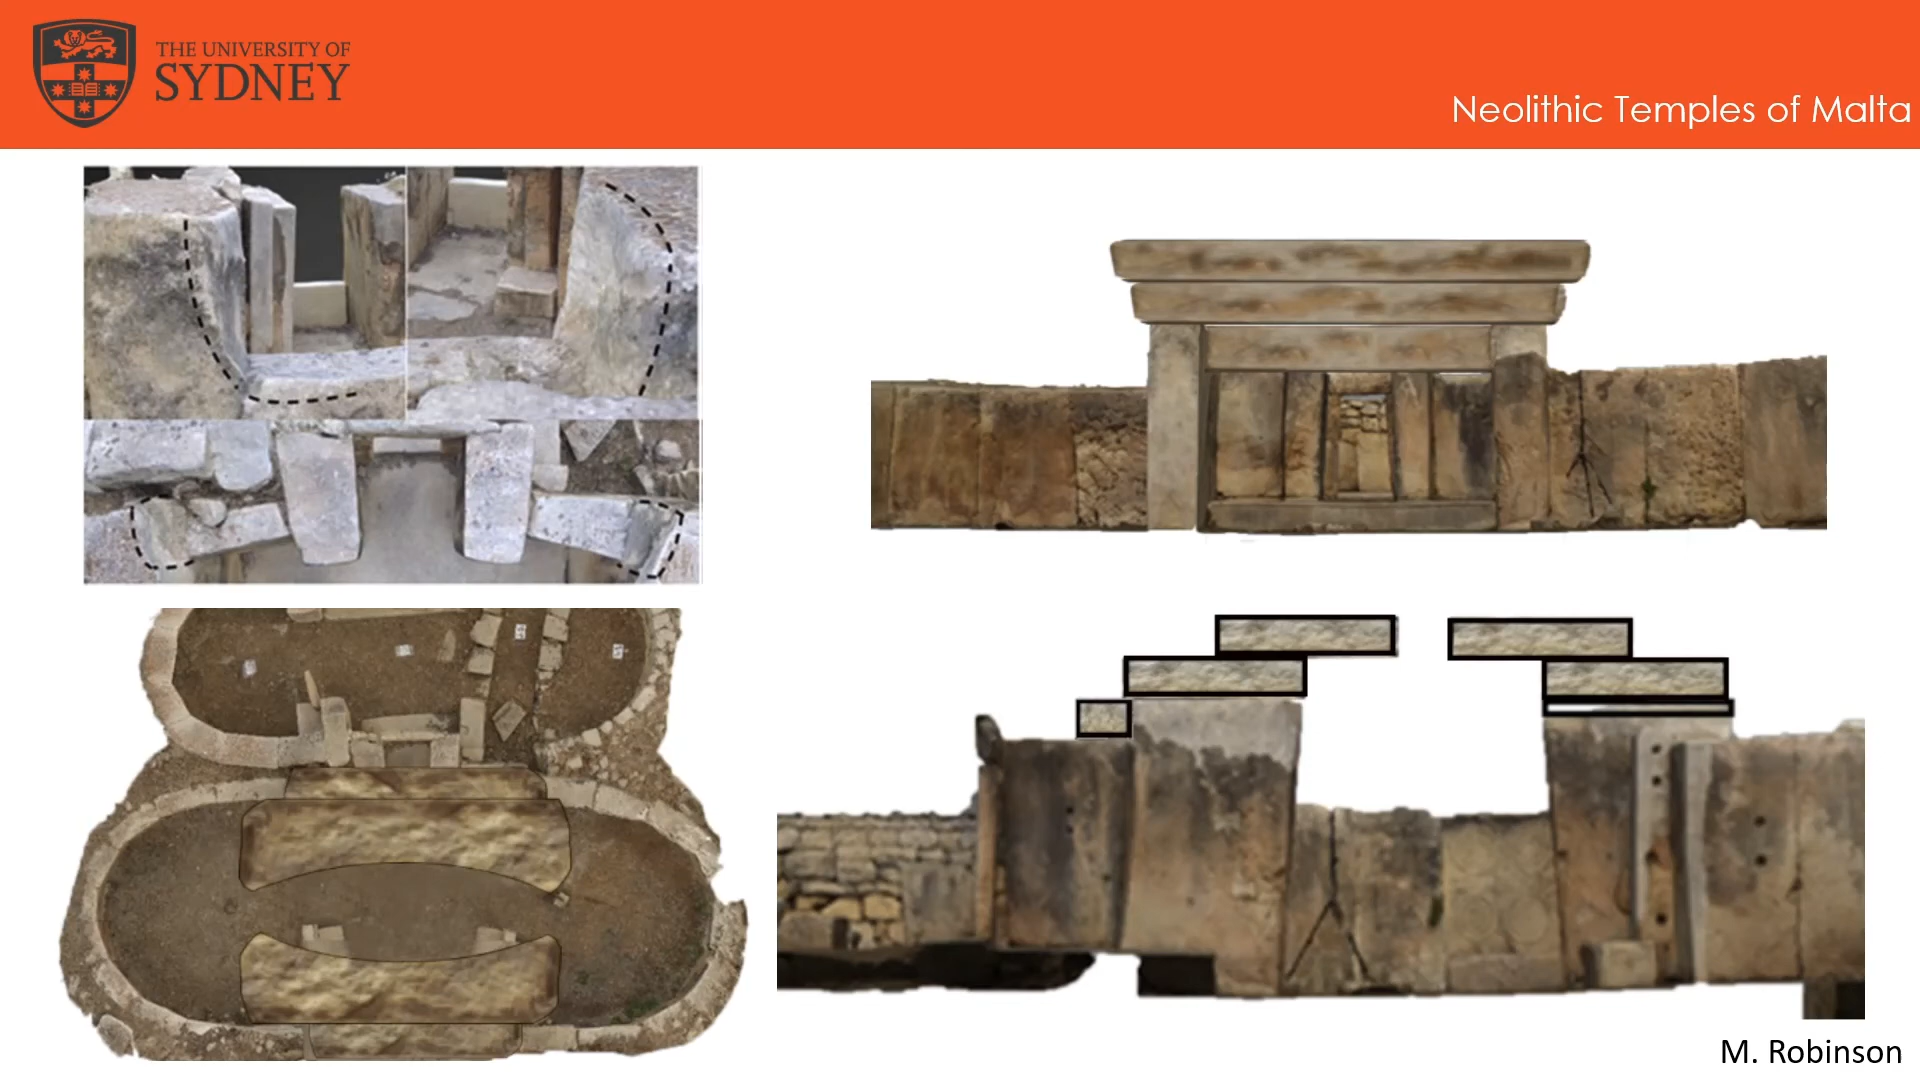 THE UNIVERSITY OF
SYDNEY
Neolithic Temples of Malta
M. Robinson